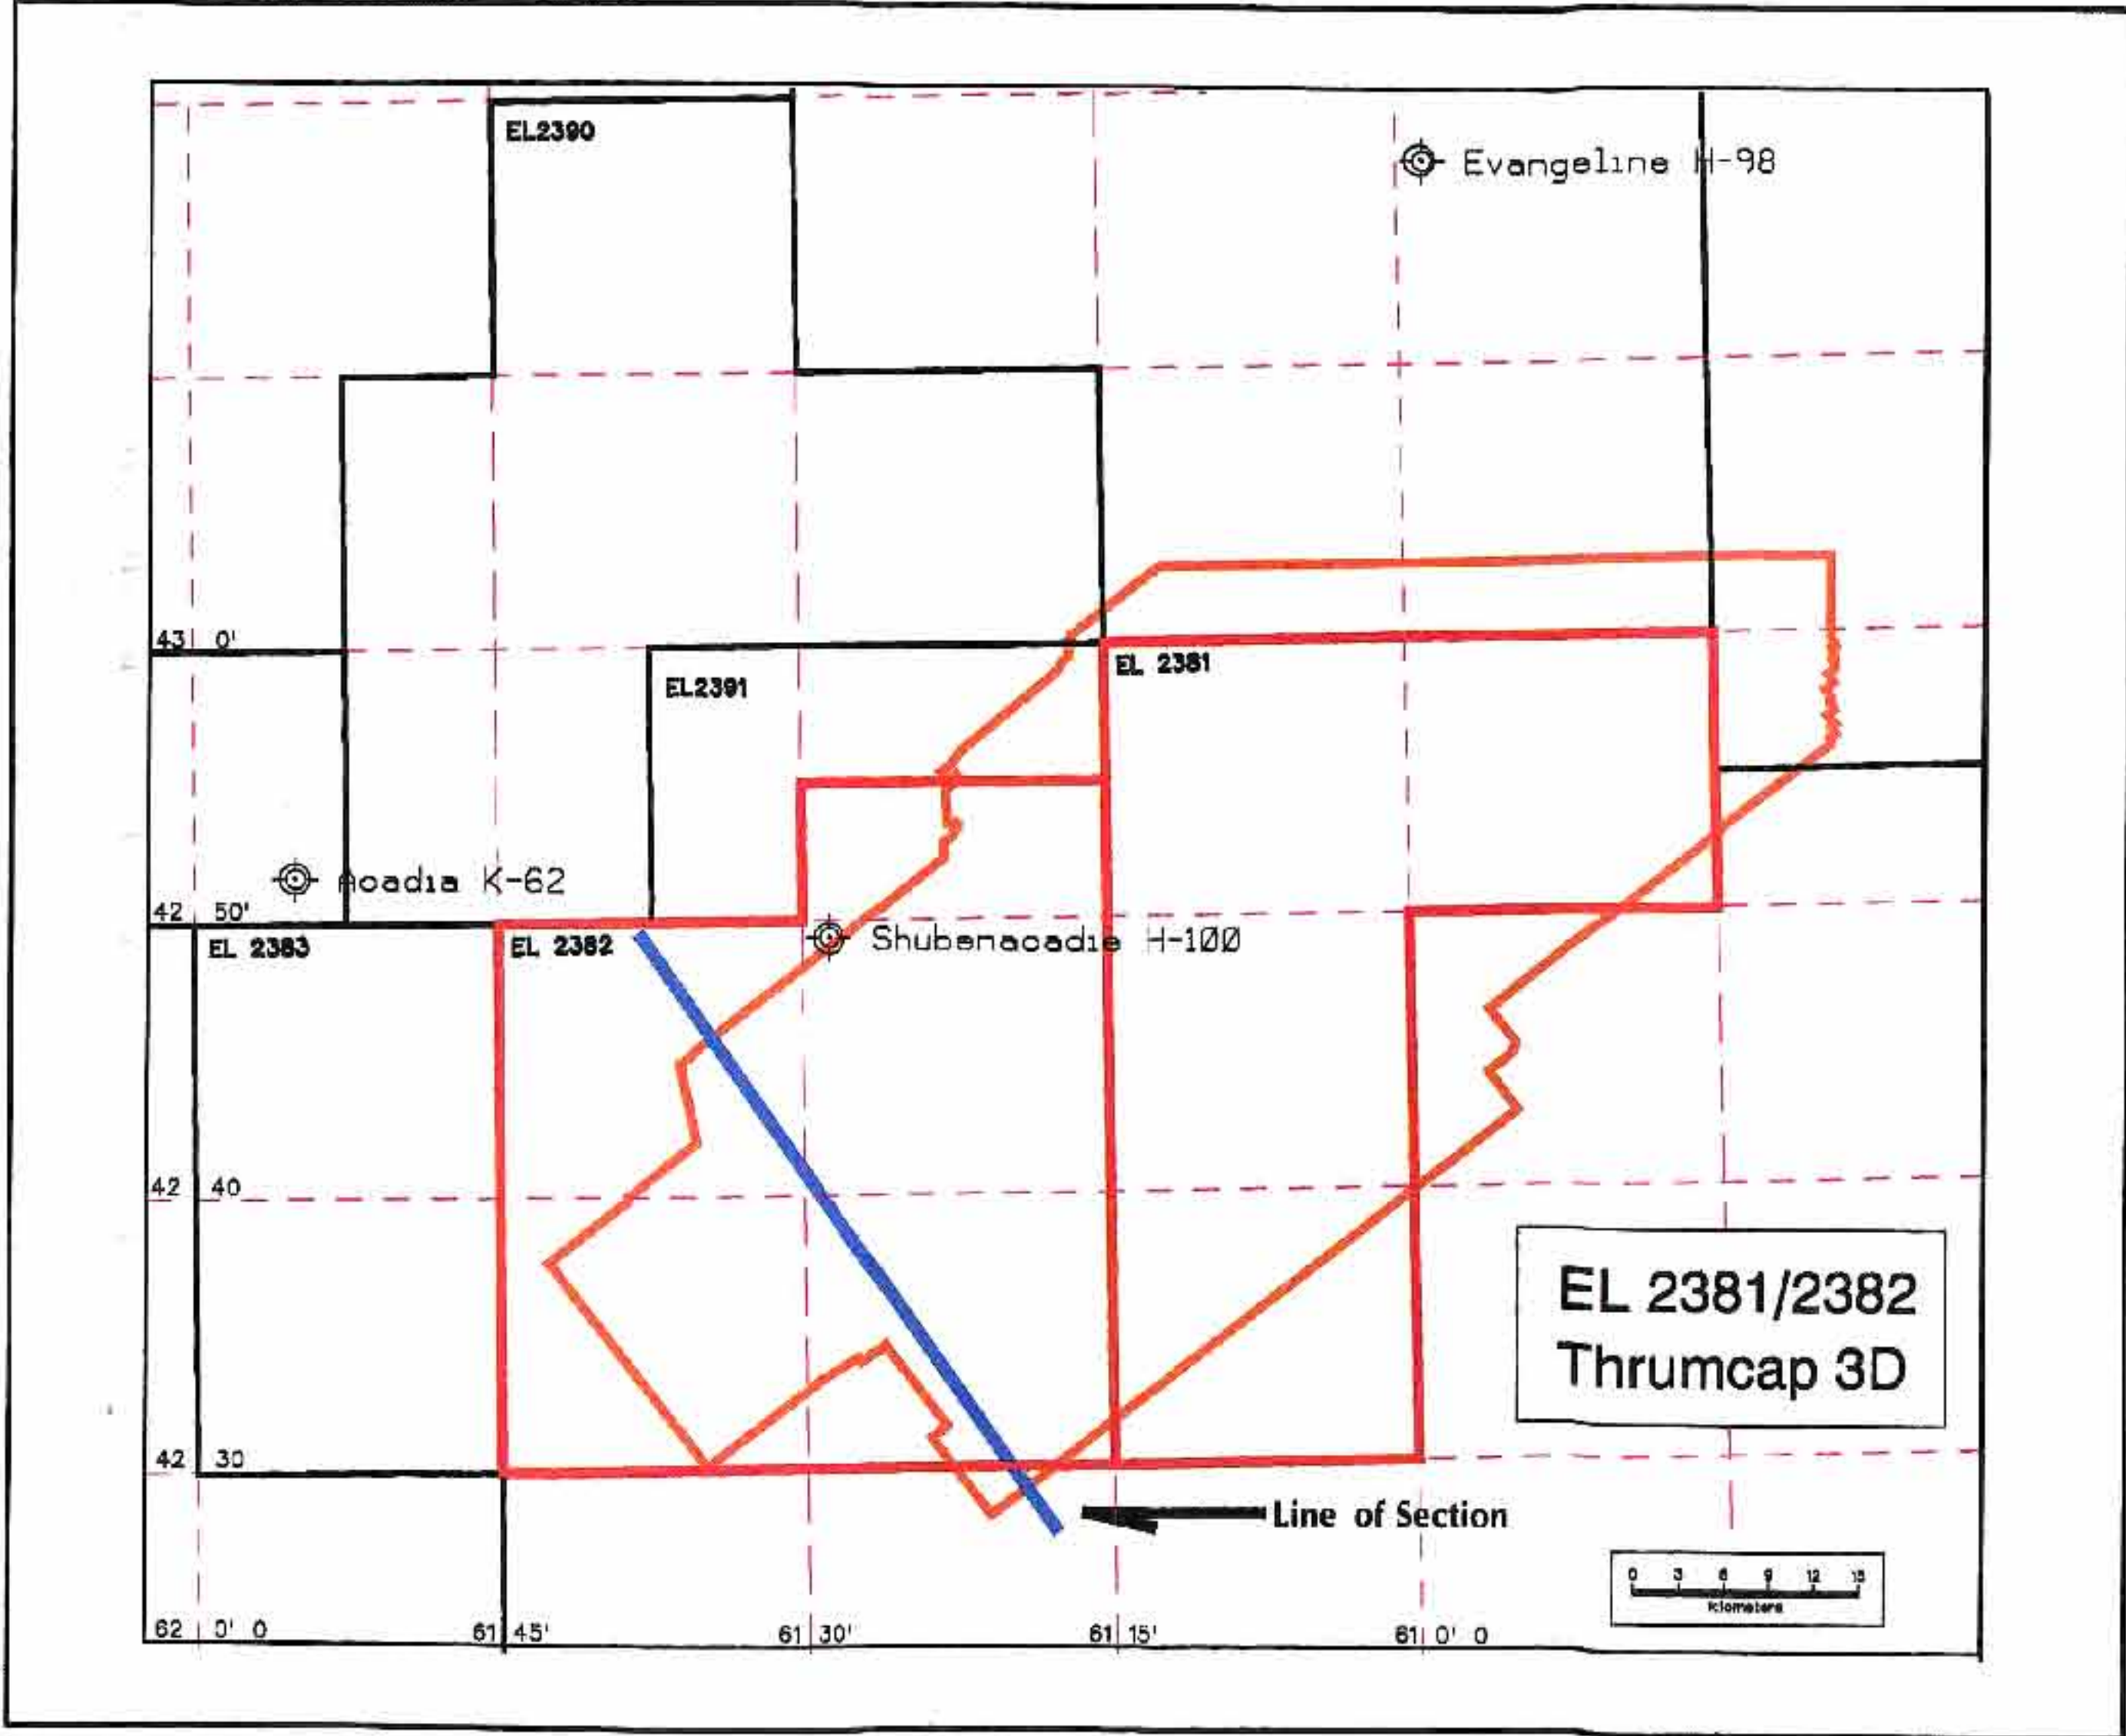 EL2390
Evangeline H-98
43 0'
EL2391
EL 2381
Acadia K-62
42 50'
EL 2383
EL 2382
Shubenacadie H-100
42 40
EL 2381/2382
Thrumcap 3D
42 30
Line of Section
0 3 6 9 12 15
Kilometers
62 0' 0
61 45'
61 30'
61 15'
61 0' 0